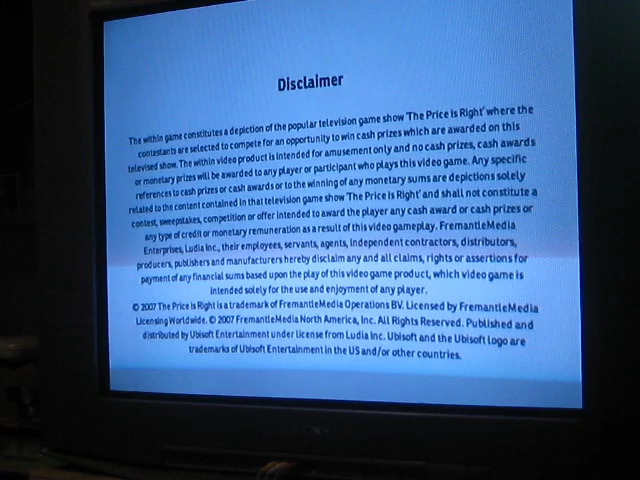 Disclaimer
The within game constitutes a depiction of the popular television game show 'The Price is Right' where the
contestants are selected to compete for an opportunity to win cash prizes which are awarded on this
televised show. The within video product is intended for amusement only and no cash prizes, cash awards
or monetary prizes will be awarded to any player or participant who plays this video game. Any specific
references to cash prizes or cash awards or to the winning of any monetary sums are depictions solely
related to the content contained in that television game show 'The Price is Right' and shall not constitute a
contest, sweepstakes, competition or offer intended to award the player any cash award or cash prizes or
any type of credit or monetary remuneration as a result of this video gameplay. FremantleMedia
Enterprises, Ludia Inc., their employees, servants, agents, independent contractors, distributors,
producers, publishers and manufacturers hereby disclaim any and all claims, rights or assertions for
payment of any financial sums based upon the play of this video game product, which video game is
intended solely for the use and enjoyment of any player.
© 2007 The Price is Right is a trademark of FremantleMedia Operations BV. Licensed by FremantleMedia
Licensing Worldwide. © 2007 FremantleMedia North America, Inc. All Rights Reserved. Published and
distributed by Ubisoft Entertainment under license from Ludia Inc. Ubisoft and the Ubisoft logo are
trademarks of Ubisoft Entertainment in the US and/or other countries.